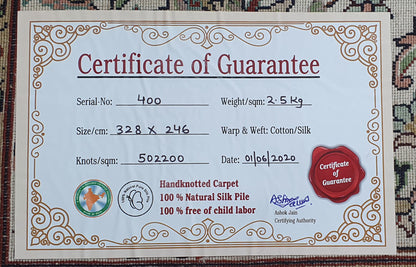 Certificate of Guarantee
Serial-No: 400 Weight/sqm: 2.5 kg
Size/cm: 328 x 246 Warp & Weft: Cotton/Silk
Knots/sqm: 502200 Date: 01/06/2020
Handknotted Carpet
100 % Natural Silk Pile
100 % free of child labor
Certificate
of
Guarantee
Ashok Jain
Certifying Authority